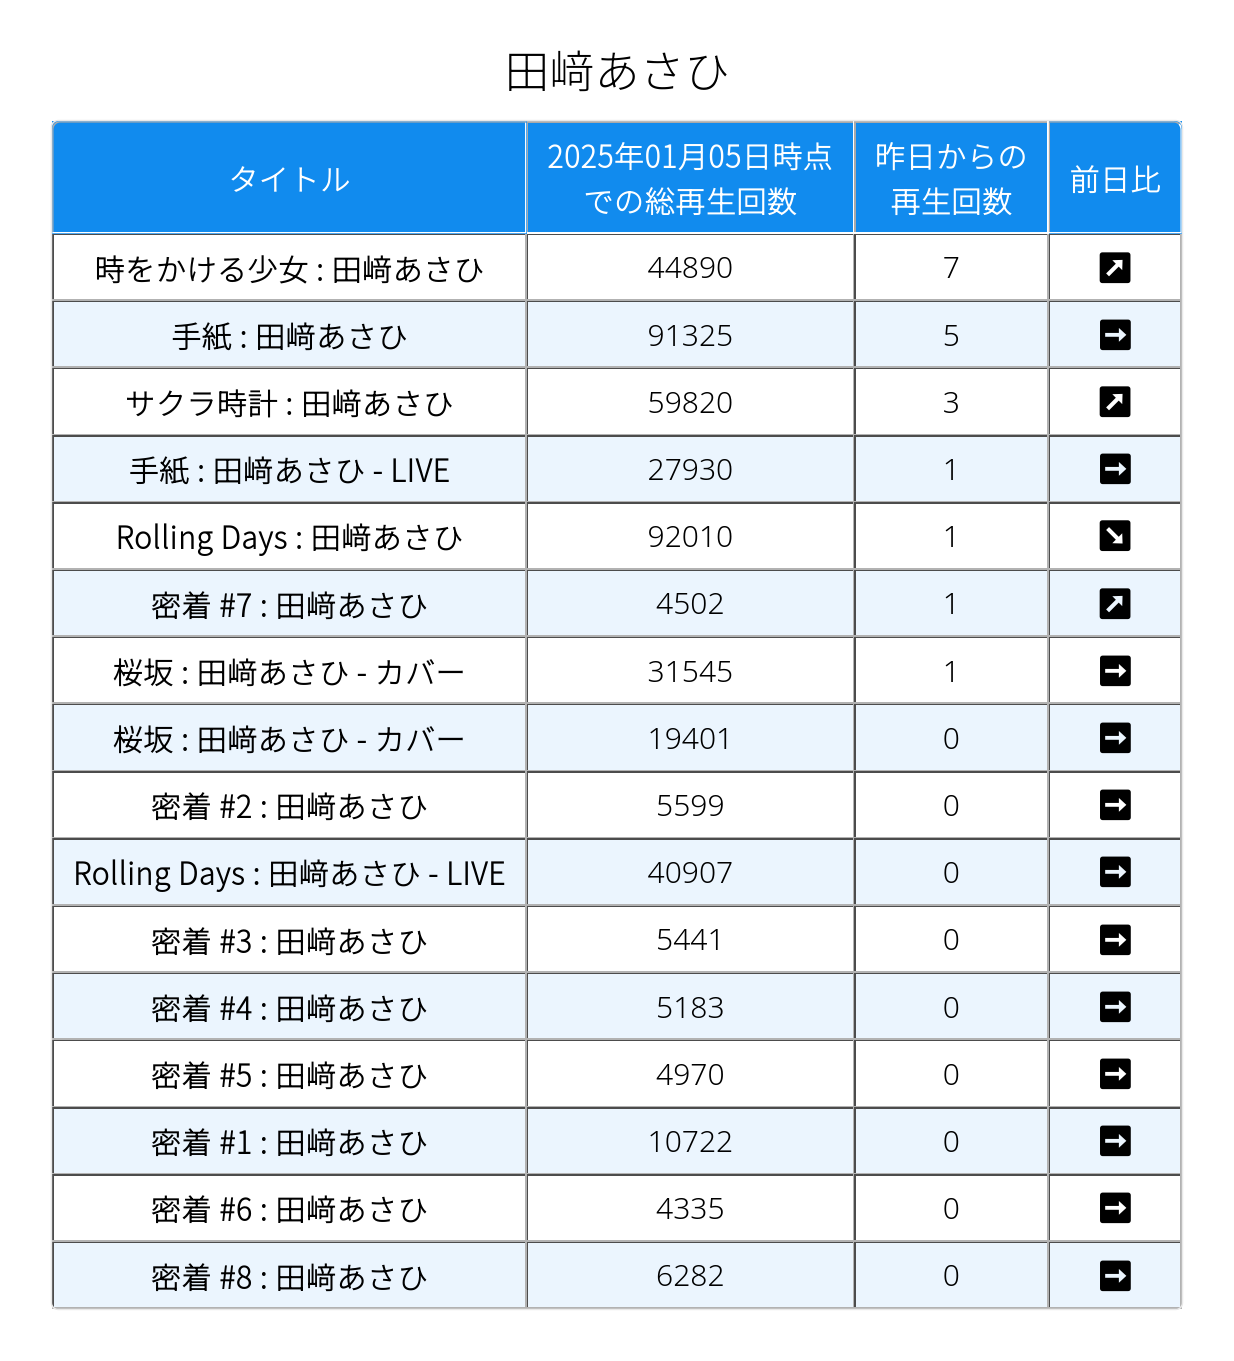 田﨑あさひ
タイトル 2025年01月05日時点での総再生回数 昨日からの再生回数 前日比
時をかける少女 : 田﨑あさひ 44890 7 ↗
手紙 : 田﨑あさひ 91325 5 →
サクラ時計 : 田﨑あさひ 59820 3 ↗
手紙 : 田﨑あさひ - LIVE 27930 1 →
Rolling Days : 田﨑あさひ 92010 1 ↘
密着 #7 : 田﨑あさひ 4502 1 ↗
桜坂 : 田﨑あさひ - カバー 31545 1 →
桜坂 : 田﨑あさひ - カバー 19401 0 →
密着 #2 : 田﨑あさひ 5599 0 →
Rolling Days : 田﨑あさひ - LIVE 40907 0 →
密着 #3 : 田﨑あさひ 5441 0 →
密着 #4 : 田﨑あさひ 5183 0 →
密着 #5 : 田﨑あさひ 4970 0 →
密着 #1 : 田﨑あさひ 10722 0 →
密着 #6 : 田﨑あさひ 4335 0 →
密着 #8 : 田﨑あさひ 6282 0 →